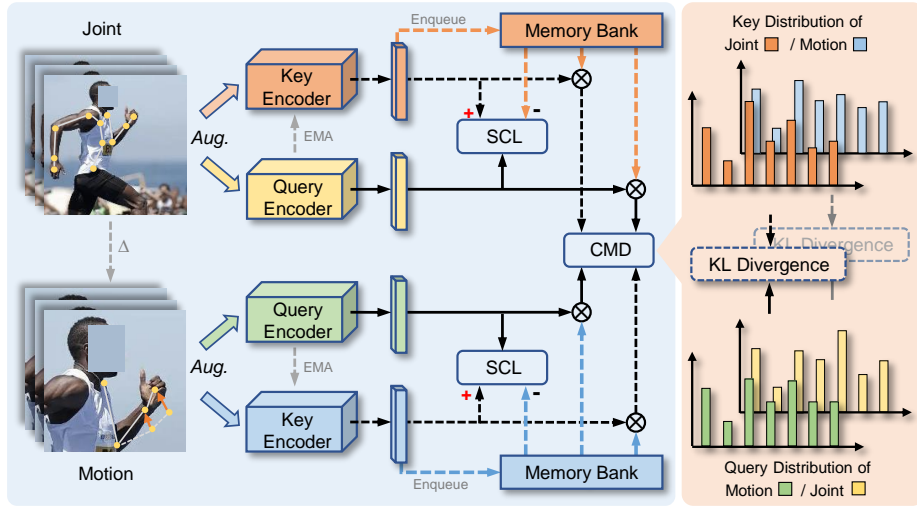 Joint
Enqueue
Memory Bank
Key Distribution of
Joint / Motion
Key
Encoder
Aug.
EMA
+
-
SCL
Query
Encoder
Δ
CMD
KL Divergence
KL Divergence
Query
Encoder
Aug.
EMA
SCL
+
-
Key
Encoder
Motion
Enqueue
Memory Bank
Query Distribution of
Motion / Joint